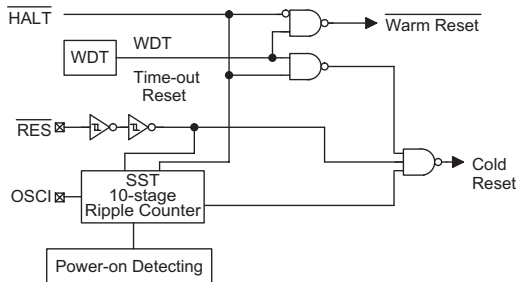 HALT
WDT
WDT
Time-out
Reset
Warm Reset
RES
Cold
Reset
OSCI
SST
10-stage
Ripple Counter
Power-on Detecting